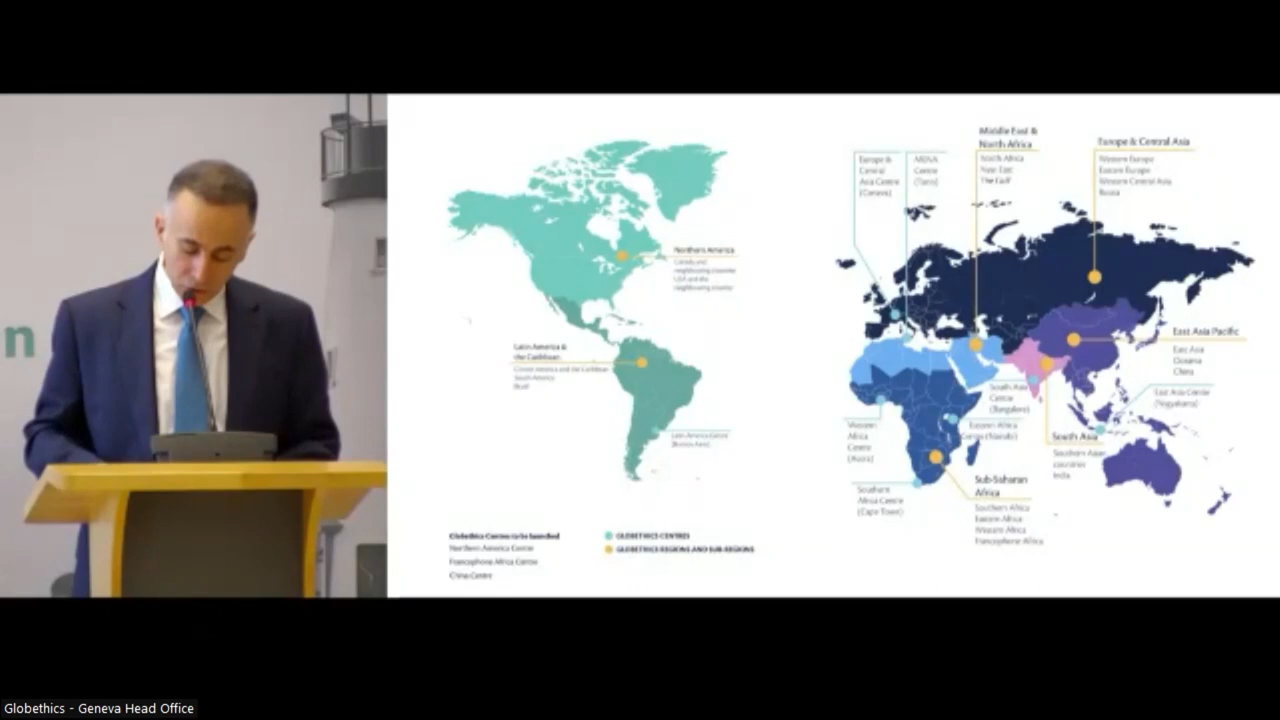 n
Northern America
Canada and
neighbouring countries
USA and the
neighbouring country
Latin America &
the Caribbean
Central America and the Caribbean
South America
Brazil
Latin America Centre
(Buenos Aires)
Globethics Centres to be launched
Northern America Centre
Francophone Africa Centre
China Centre
GLOBETHICS CENTRES
GLOBETHICS REGIONS AND SUB-REGIONS
Europe &
Central
Asia Centre
(Geneva)
MENA
Centre
(Tunis)
Middle East &
North Africa
North Africa
Near East
The Gulf
Europe & Central Asia
Western Europe
Eastern Europe
Western Central Asia
Russia
East Asia Pacific
East Asia
Oceania
China
East Asia Centre
(Yogyakarta)
South Asia
Centre
(Bangalore)
South Asia
Southern Asian
countries
India
Eastern Africa
Centre (Nairobi)
Western
Africa
Centre
Southern
Africa Centre
(Cape Town)
Sub-Saharan
Africa
Southern Africa
Eastern Africa
Western Africa
Francophone Africa
Globethics - Geneva Head Office